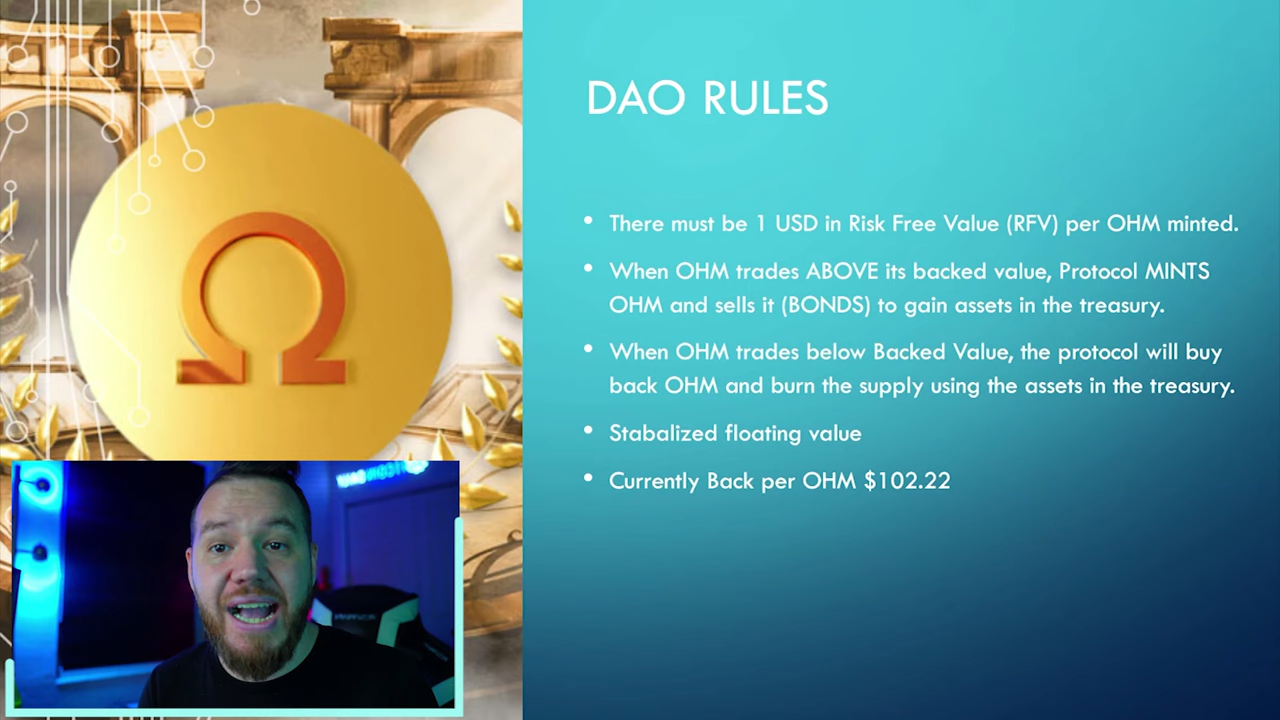 DAO RULES
• There must be 1 USD in Risk Free Value (RFV) per OHM minted.
• When OHM trades ABOVE its backed value, Protocol MINTS
OHM and sells it (BONDS) to gain assets in the treasury.
• When OHM trades below Backed Value, the protocol will buy
back OHM and burn the supply using the assets in the treasury.
• Stabalized floating value
• Currently Back per OHM $102.22